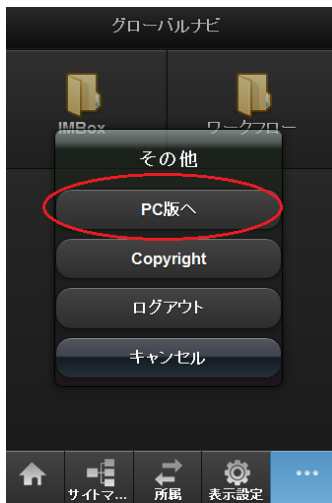 グローバルナビ
IMBox
ワークフロー
その他
PC版へ
Copyright
ログアウト
キャンセル
サイトマ...
所属
表示設定